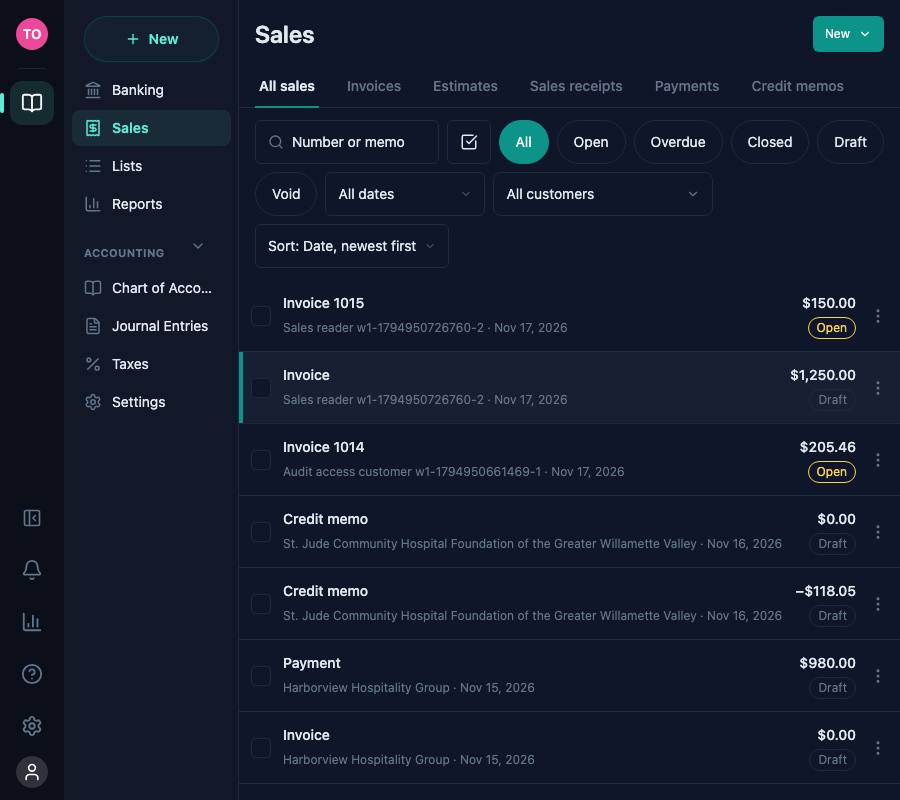 TO
New
Banking
Sales
Lists
Reports
ACCOUNTING
Chart of Acco...
Journal Entries
Taxes
Settings
Sales
New
All sales
Invoices
Estimates
Sales receipts
Payments
Credit memos
Number or memo
All
Open
Overdue
Closed
Draft
Void
All dates
All customers
Sort: Date, newest first
Invoice 1015
$150.00
Sales reader w1-1794950726760-2 · Nov 17, 2026
Open
Invoice
$1,250.00
Sales reader w1-1794950726760-2 · Nov 17, 2026
Draft
Invoice 1014
$205.46
Audit access customer w1-1794950661469-1 · Nov 17, 2026
Open
Credit memo
$0.00
St. Jude Community Hospital Foundation of the Greater Willamette Valley · Nov 16, 2026
Draft
Credit memo
−$118.05
St. Jude Community Hospital Foundation of the Greater Willamette Valley · Nov 16, 2026
Draft
Payment
$980.00
Harborview Hospitality Group · Nov 15, 2026
Draft
Invoice
$0.00
Harborview Hospitality Group · Nov 15, 2026
Draft